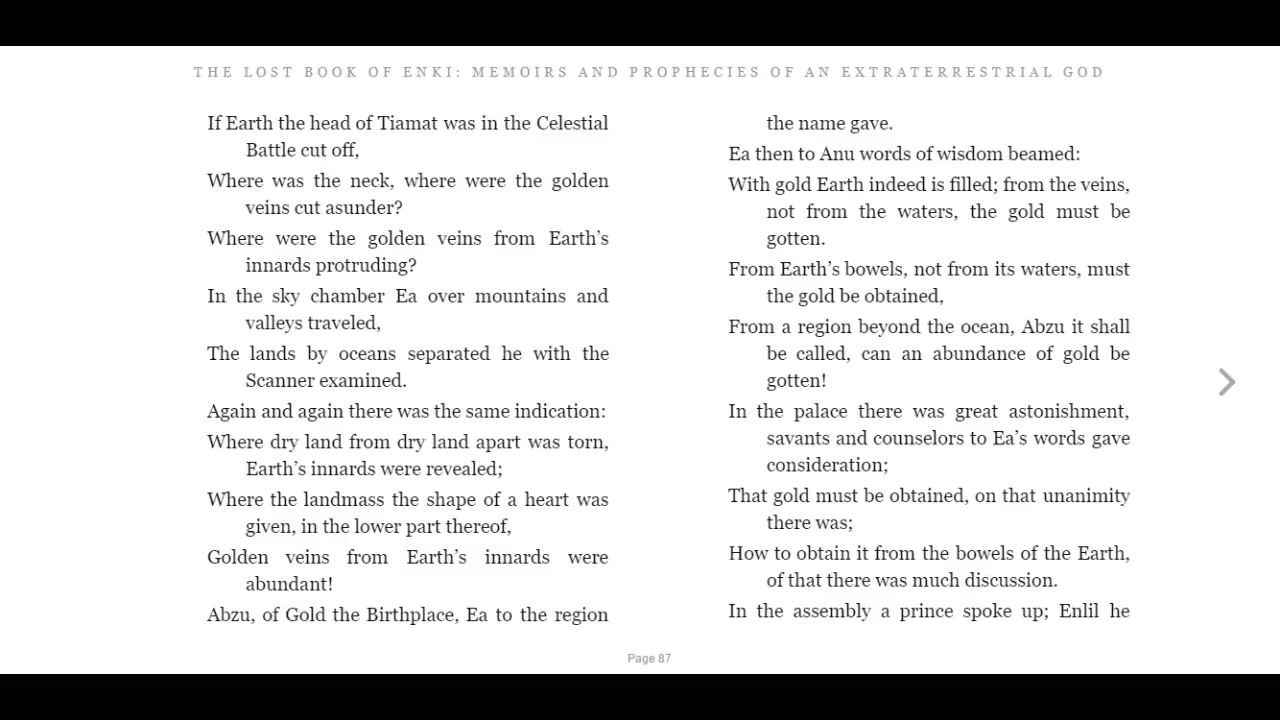 THE LOST BOOK OF ENKI: MEMOIRS AND PROPHECIES OF AN EXTRATERRESTRIAL GOD
If Earth the head of Tiamat was in the Celestial
Battle cut off,
Where was the neck, where were the golden
veins cut asunder?
Where were the golden veins from Earth’s
innards protruding?
In the sky chamber Ea over mountains and
valleys traveled,
The lands by oceans separated he with the
Scanner examined.
Again and again there was the same indication:
Where dry land from dry land apart was torn,
Earth’s innards were revealed;
Where the landmass the shape of a heart was
given, in the lower part thereof,
Golden veins from Earth’s innards were
abundant!
Abzu, of Gold the Birthplace, Ea to the region
the name gave.
Ea then to Anu words of wisdom beamed:
With gold Earth indeed is filled; from the veins,
not from the waters, the gold must be
gotten.
From Earth’s bowels, not from its waters, must
the gold be obtained,
From a region beyond the ocean, Abzu it shall
be called, can an abundance of gold be
gotten!
In the palace there was great astonishment,
savants and counselors to Ea’s words gave
consideration;
That gold must be obtained, on that unanimity
there was;
How to obtain it from the bowels of the Earth,
of that there was much discussion.
In the assembly a prince spoke up; Enlil he
Page 87